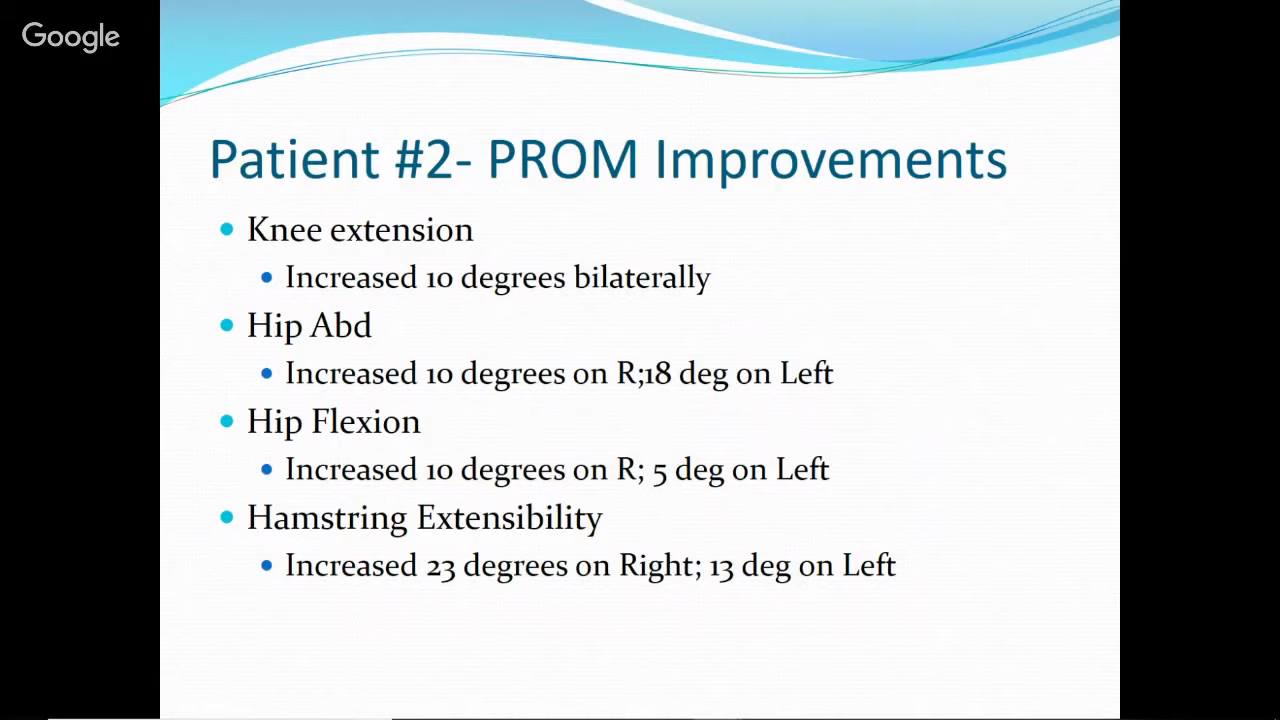 Google
Patient #2- PROM Improvements
Knee extension
Increased 10 degrees bilaterally
Hip Abd
Increased 10 degrees on R;18 deg on Left
Hip Flexion
Increased 10 degrees on R; 5 deg on Left
Hamstring Extensibility
Increased 23 degrees on Right; 13 deg on Left